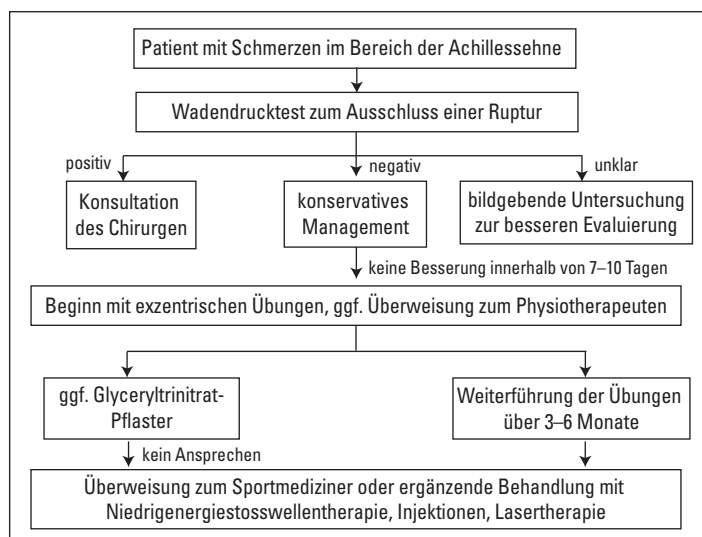 Patient mit Schmerzen im Bereich der Achillessehne
Wadendrucktest zum Ausschluss einer Ruptur
positiv
negativ
unklar
Konsultation
des Chirurgen
konservatives
Management
bildgebende Untersuchung
zur besseren Evaluierung
keine Besserung innerhalb von 7–10 Tagen
Beginn mit exzentrischen Übungen, ggf. Überweisung zum Physiotherapeuten
ggf. Glyceryltrinitrat-
Pflaster
Weiterführung der Übungen
über 3–6 Monate
kein Ansprechen
Überweisung zum Sportmediziner oder ergänzende Behandlung mit
Niedrigenergiestosswellentherapie, Injektionen, Lasertherapie